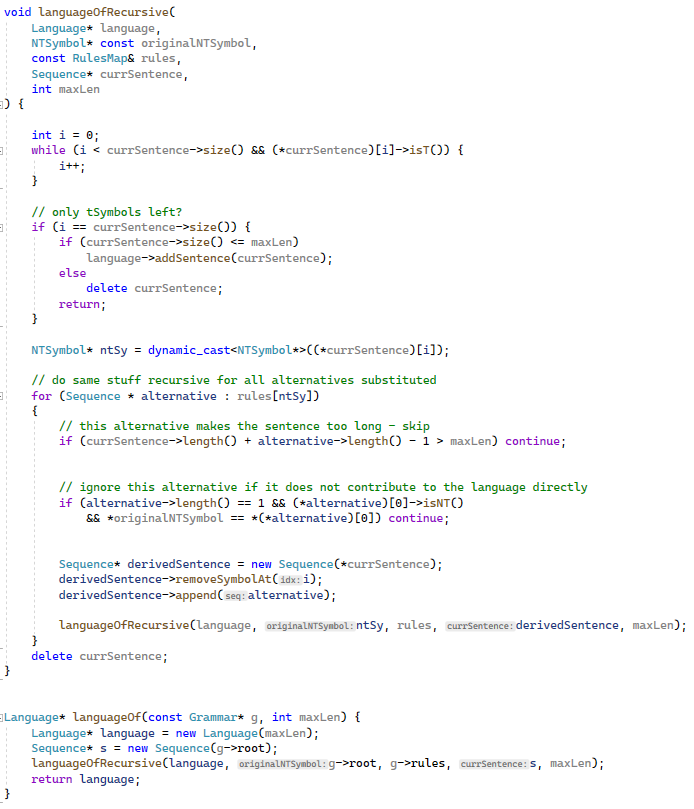 void languageOfRecursive(
    Language* language,
    NTSymbol* const originalNTSymbol,
    const RulesMap& rules,
    Sequence* currSentence,
    int maxLen
) {
    int i = 0;
    while (i < currSentence->size() && (*currSentence)[i]->isT()) {
        i++;
    }
    // only tSymbols left?
    if (i == currSentence->size()) {
        if (currSentence->size() <= maxLen)
            language->addSentence(currSentence);
        else
            delete currSentence;
        return;
    }
    NTSymbol* ntSy = dynamic_cast<NTSymbol*>((*currSentence)[i]);
    // do same stuff recursive for all alternatives substituted
    for (Sequence * alternative : rules[ntSy])
    {
        // this alternative makes the sentence too long - skip
        if (currSentence->length() + alternative->length() - 1 > maxLen) continue;
        // ignore this alternative if it does not contribute to the language directly
        if (alternative->length() == 1 && (*alternative)[0]->isNT()
            && *originalNTSymbol == *(*alternative)[0]) continue;
        Sequence* derivedSentence = new Sequence(*currSentence);
        derivedSentence->removeSymbolAt(idx: i);
        derivedSentence->append(seq: alternative);
        languageOfRecursive(language, originalNTSymbol: ntSy, rules, currSentence: derivedSentence, maxLen);
    }
    delete currSentence;
}
Language* languageOf(const Grammar* g, int maxLen) {
    Language* language = new Language(maxLen);
    Sequence* s = new Sequence(g->root);
    languageOfRecursive(language, originalNTSymbol: g->root, g->rules, currSentence: s, maxLen);
    return language;
}